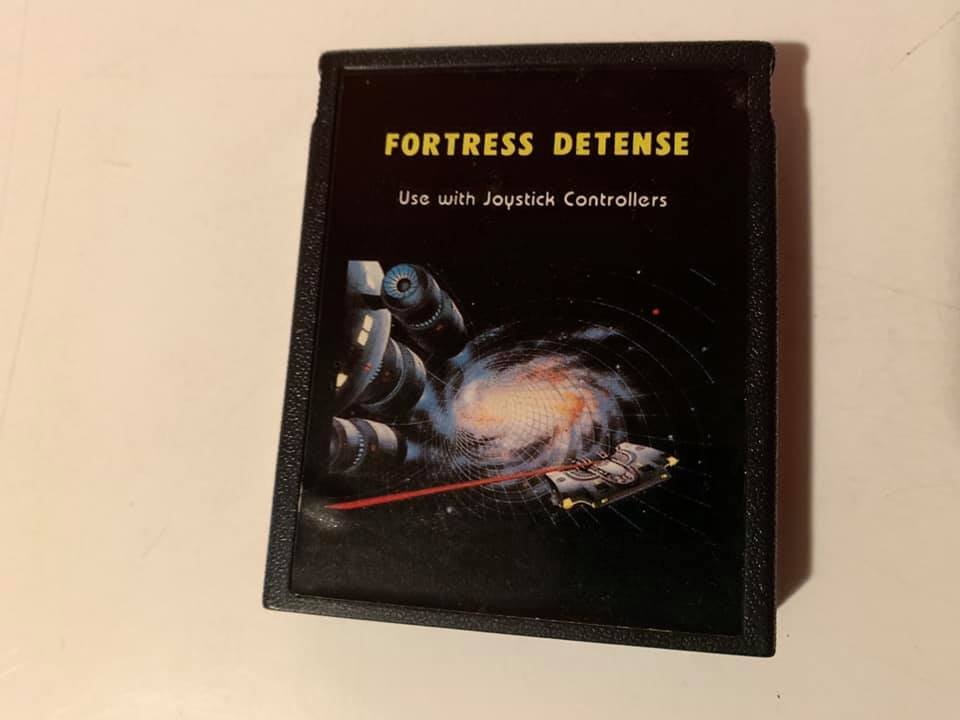 FORTRESS DETENSE
Use with Joystick Controllers